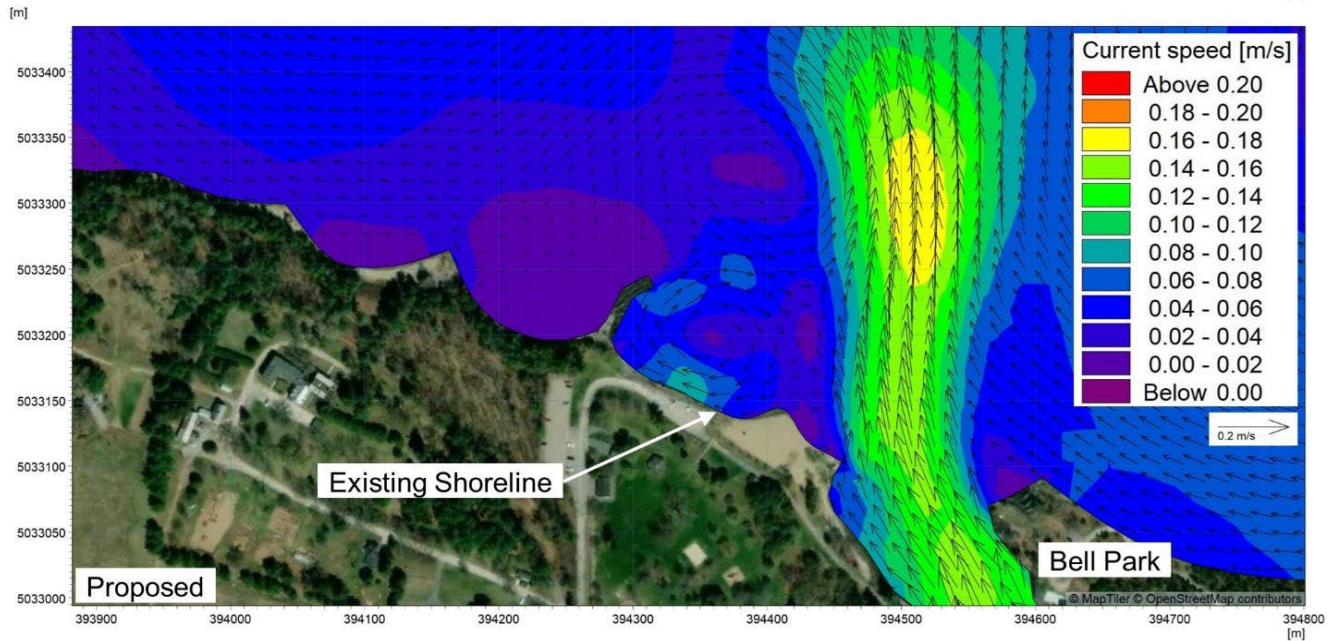 [m]
5033400
5033350
5033300
5033250
5033200
5033150
5033100
5033050
5033000
Current speed [m/s]
Above 0.20
0.18 - 0.20
0.16 - 0.18
0.14 - 0.16
0.12 - 0.14
0.10 - 0.12
0.08 - 0.10
0.06 - 0.08
0.04 - 0.06
0.02 - 0.04
0.00 - 0.02
Below 0.00
0.2 m/s
Existing Shoreline
Bell Park
Proposed
© MapTiler © OpenStreetMap contributors
393900 394000 394100 394200 394300 394400 394500 394600 394700 394800
[m]